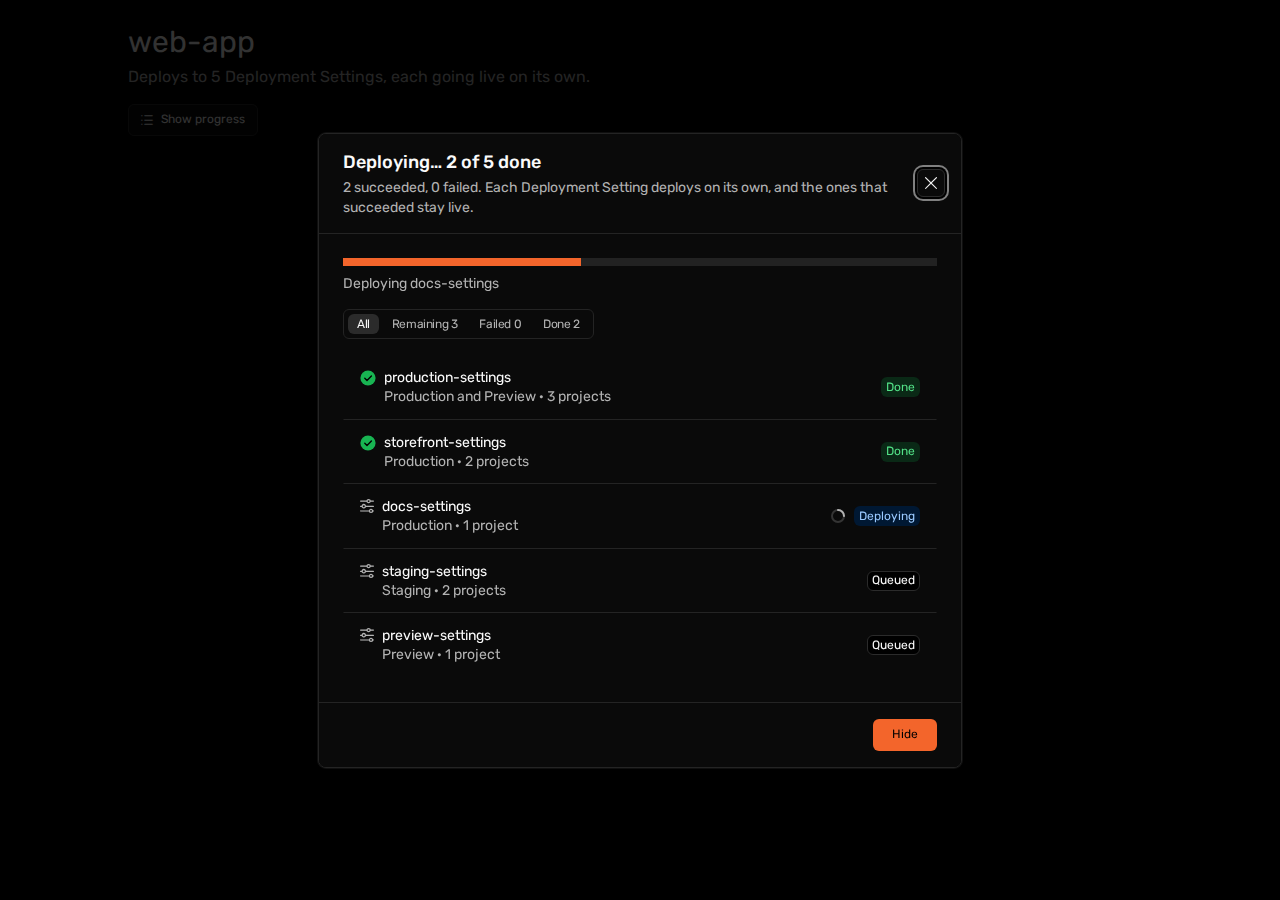 web-app
Deploys to 5 Deployment Settings, each going live on its own.
Show progress
Deploying... 2 of 5 done
2 succeeded, 0 failed. Each Deployment Setting deploys on its own, and the ones that
succeeded stay live.
Deploying docs-settings
All Remaining 3 Failed 0 Done 2
production-settings
Production and Preview • 3 projects
Done
storefront-settings
Production • 2 projects
Done
docs-settings
Production • 1 project
Deploying
staging-settings
Staging • 2 projects
Queued
preview-settings
Preview • 1 project
Queued
Hide